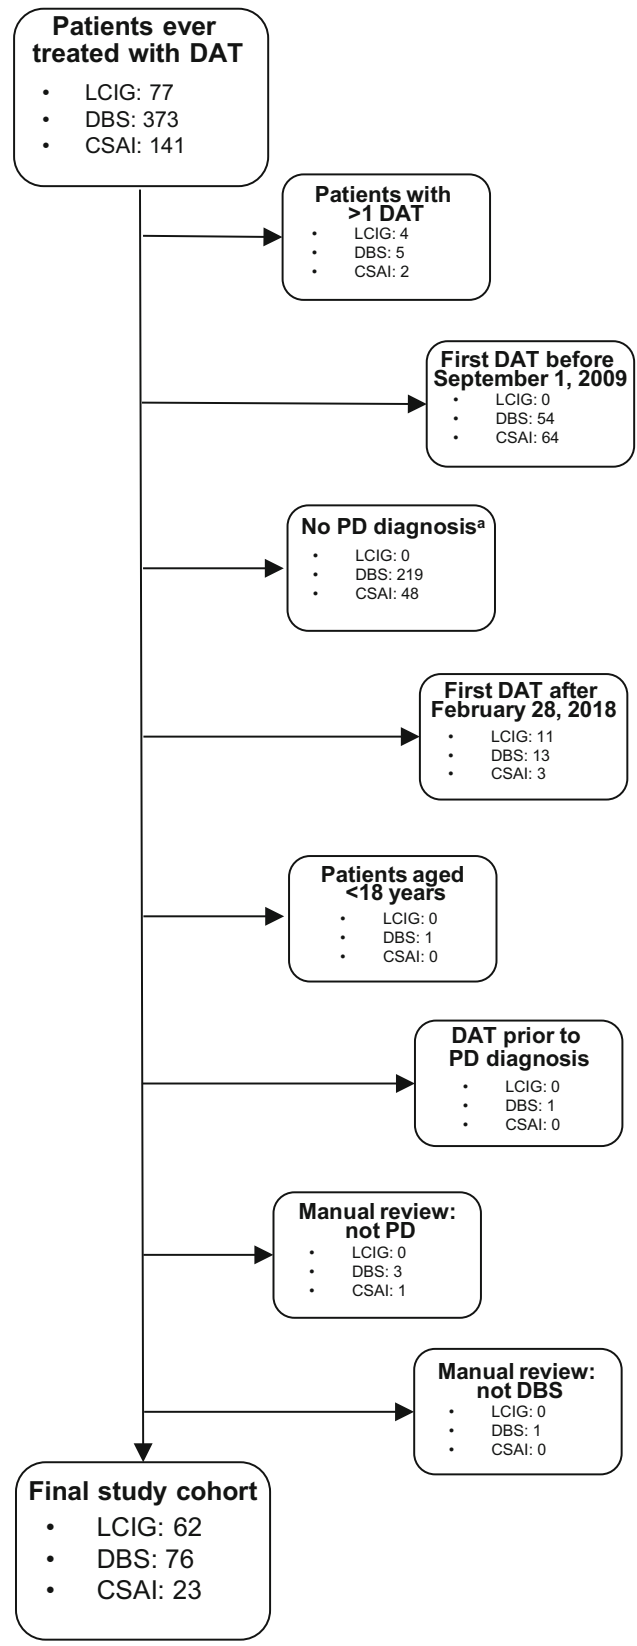 Patients ever
treated with DAT
• LCIG: 77
• DBS: 373
• CSAI: 141
Patients with
>1 DAT
• LCIG: 4
• DBS: 5
• CSAI: 2
First DAT before
September 1, 2009
• LCIG: 0
• DBS: 54
• CSAI: 64
No PD diagnosisᵃ
• LCIG: 0
• DBS: 219
• CSAI: 48
First DAT after
February 28, 2018
• LCIG: 11
• DBS: 13
• CSAI: 3
Patients aged
<18 years
• LCIG: 0
• DBS: 1
• CSAI: 0
DAT prior to
PD diagnosis
• LCIG: 0
• DBS: 1
• CSAI: 0
Manual review:
not PD
• LCIG: 0
• DBS: 3
• CSAI: 1
Manual review:
not DBS
• LCIG: 0
• DBS: 1
• CSAI: 0
Final study cohort
• LCIG: 62
• DBS: 76
• CSAI: 23